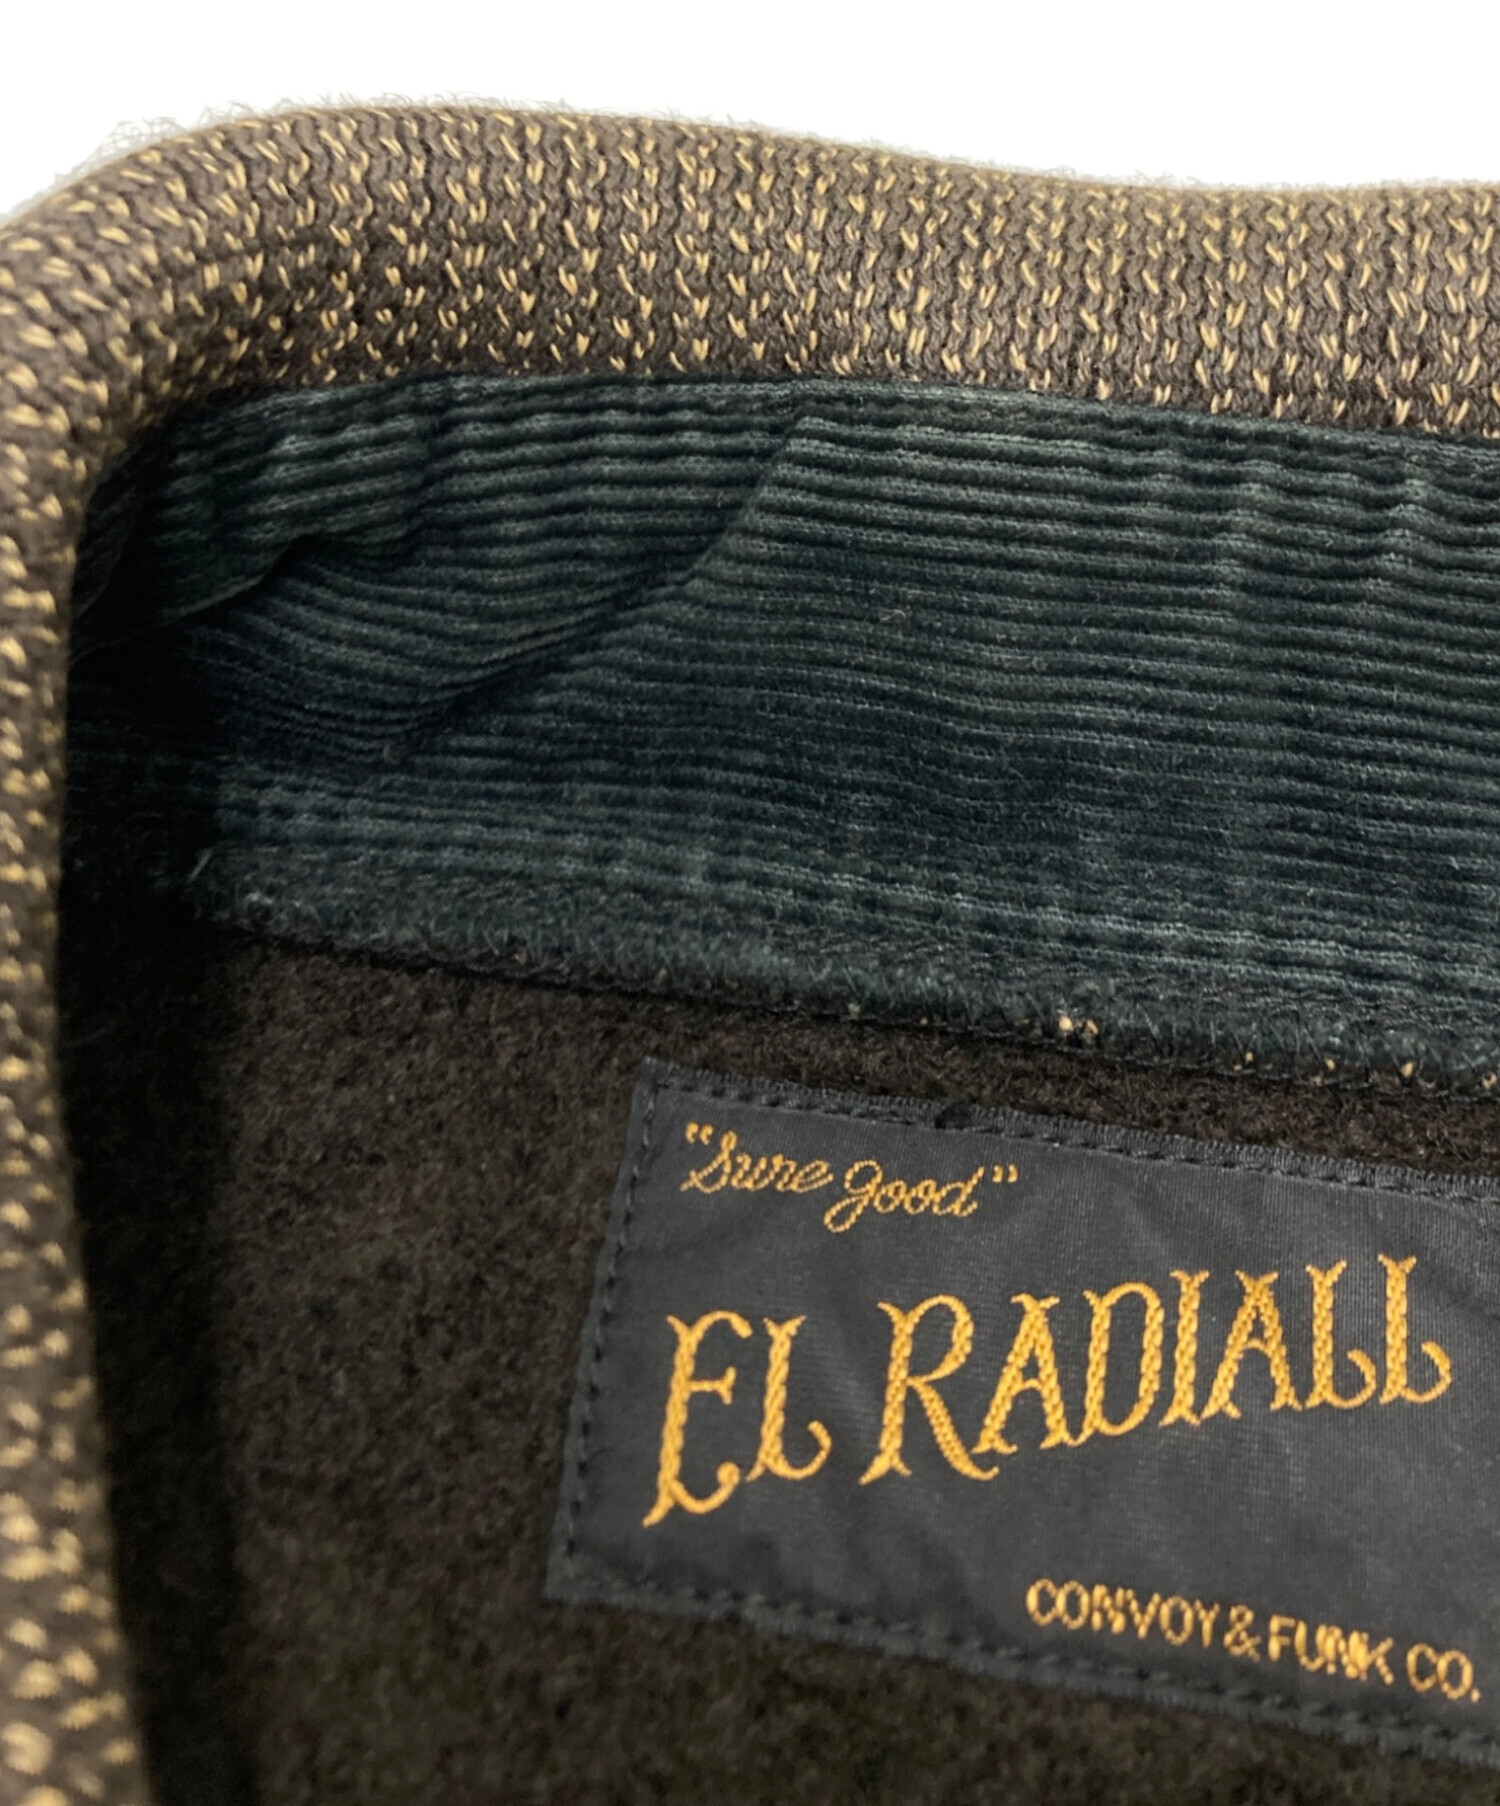 "Sure good"
EL RADIALL
CONVOY & FUNK CO.